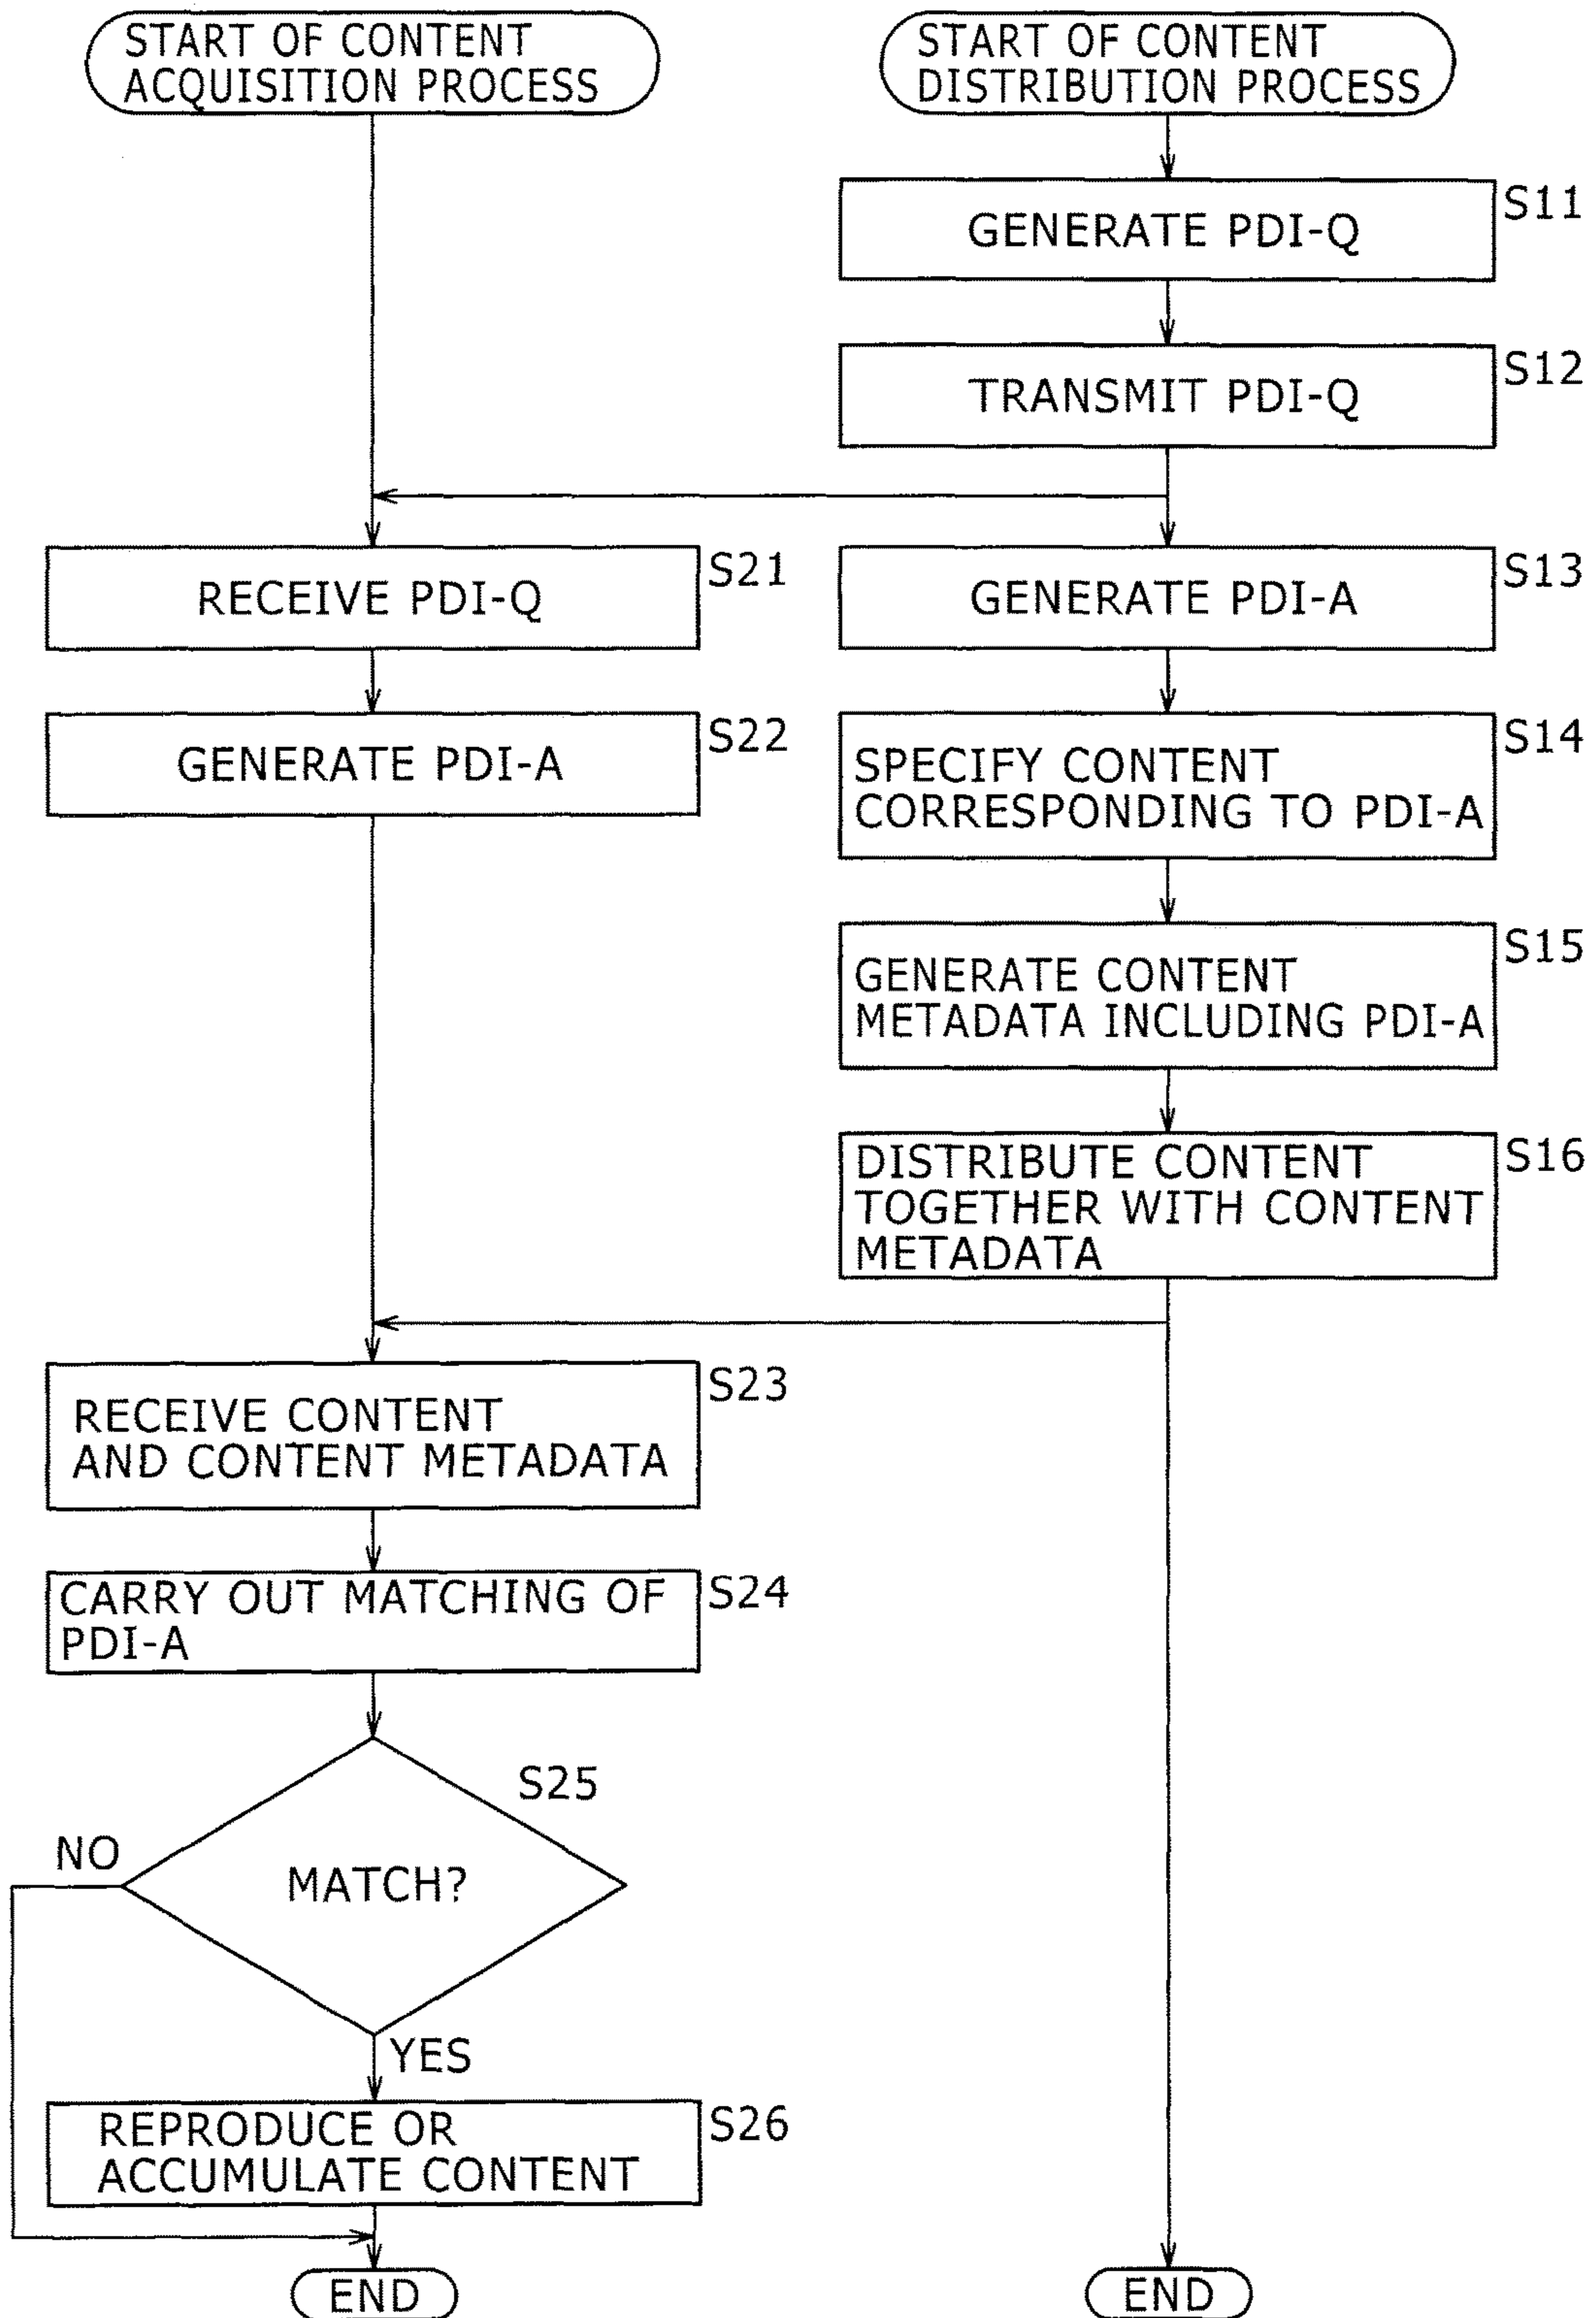 START OF CONTENT
ACQUISITION PROCESS
START OF CONTENT
DISTRIBUTION PROCESS
GENERATE PDI-Q
S11
TRANSMIT PDI-Q
S12
RECEIVE PDI-Q
S21
GENERATE PDI-A
S13
GENERATE PDI-A
S22
SPECIFY CONTENT
CORRESPONDING TO PDI-A
S14
GENERATE CONTENT
METADATA INCLUDING PDI-A
S15
DISTRIBUTE CONTENT
TOGETHER WITH CONTENT
METADATA
S16
RECEIVE CONTENT
AND CONTENT METADATA
S23
CARRY OUT MATCHING OF
PDI-A
S24
S25
NO
MATCH?
YES
REPRODUCE OR
ACCUMULATE CONTENT
S26
END
END